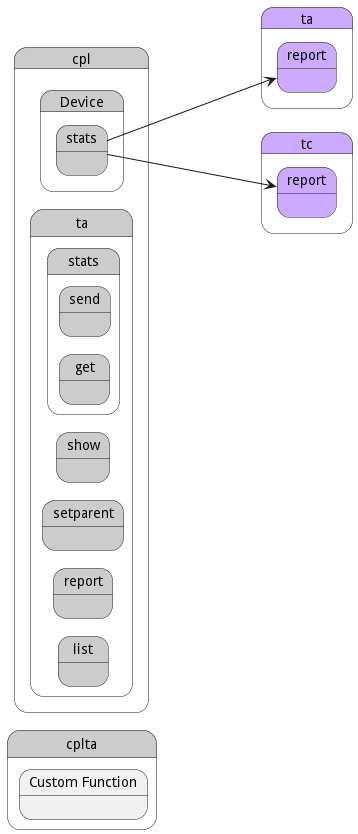 cpl
Device
stats
ta
stats
send
get
show
setparent
report
list
cplta
Custom Function
ta
report
tc
report